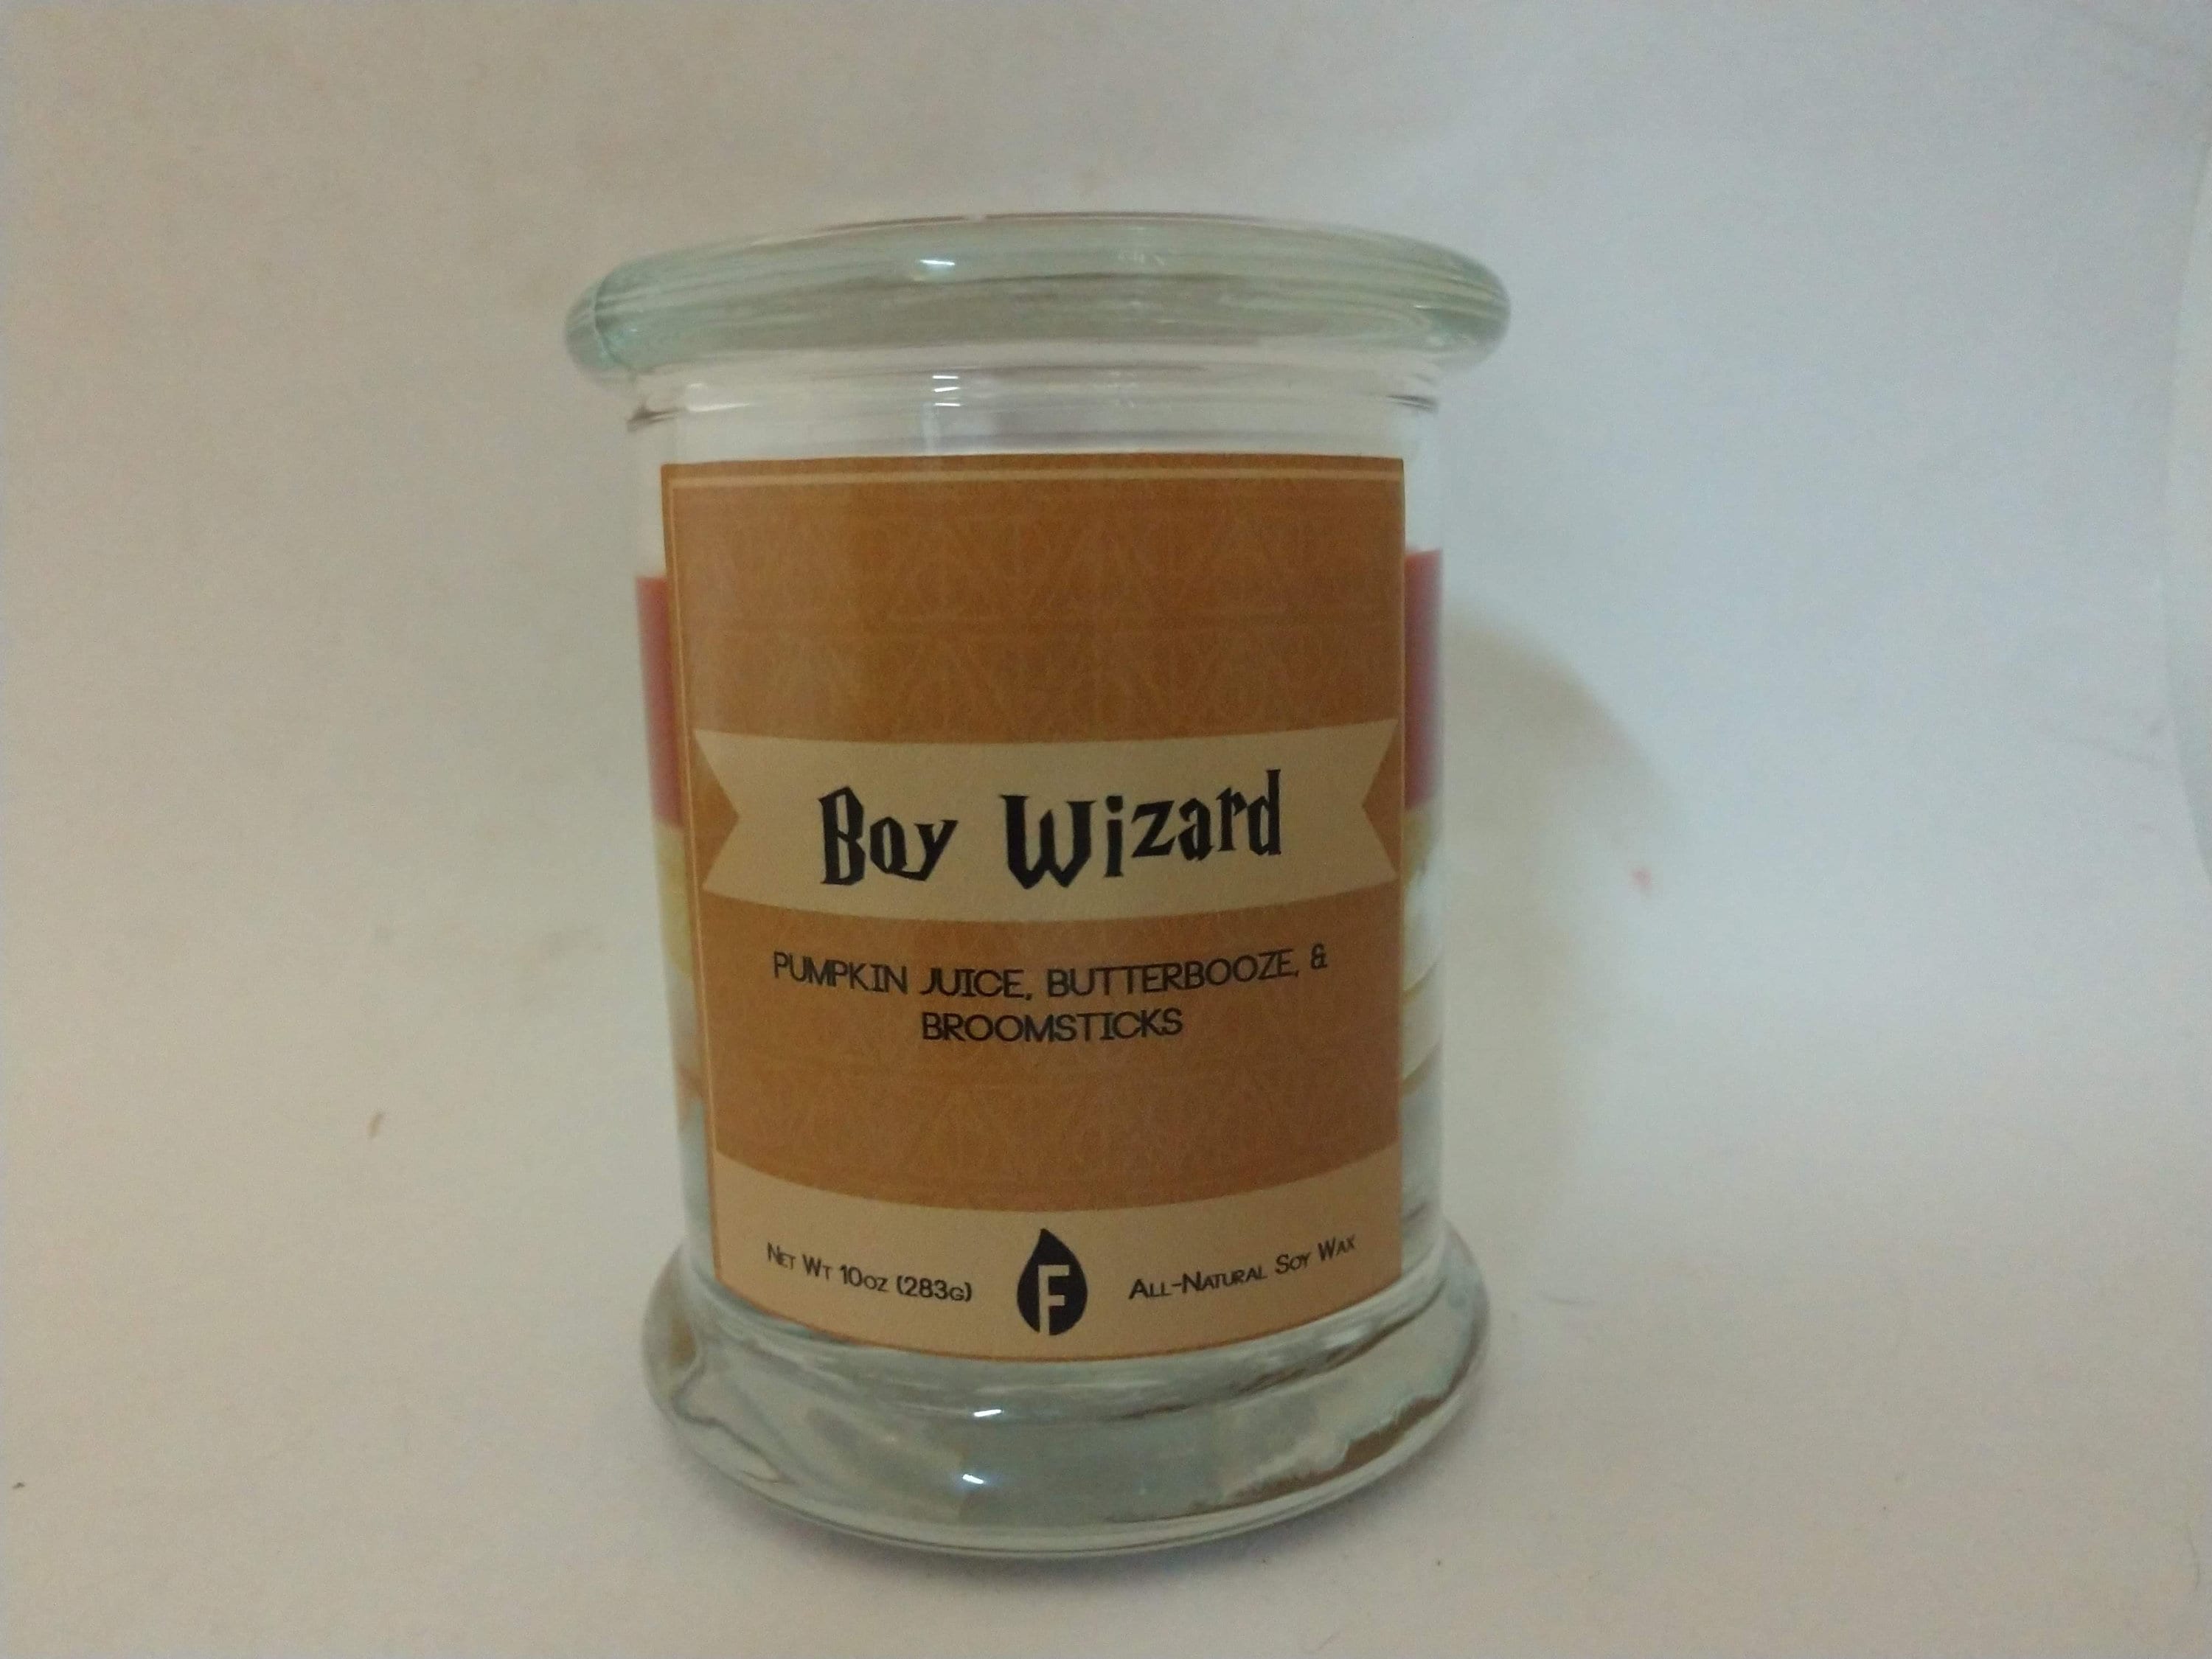 Boy Wizard
PUMPKIN JUICE, BUTTERBOOZE, &
BROOMSTICKS
NET WT 10OZ (283G) F ALL-NATURAL SOY WAX